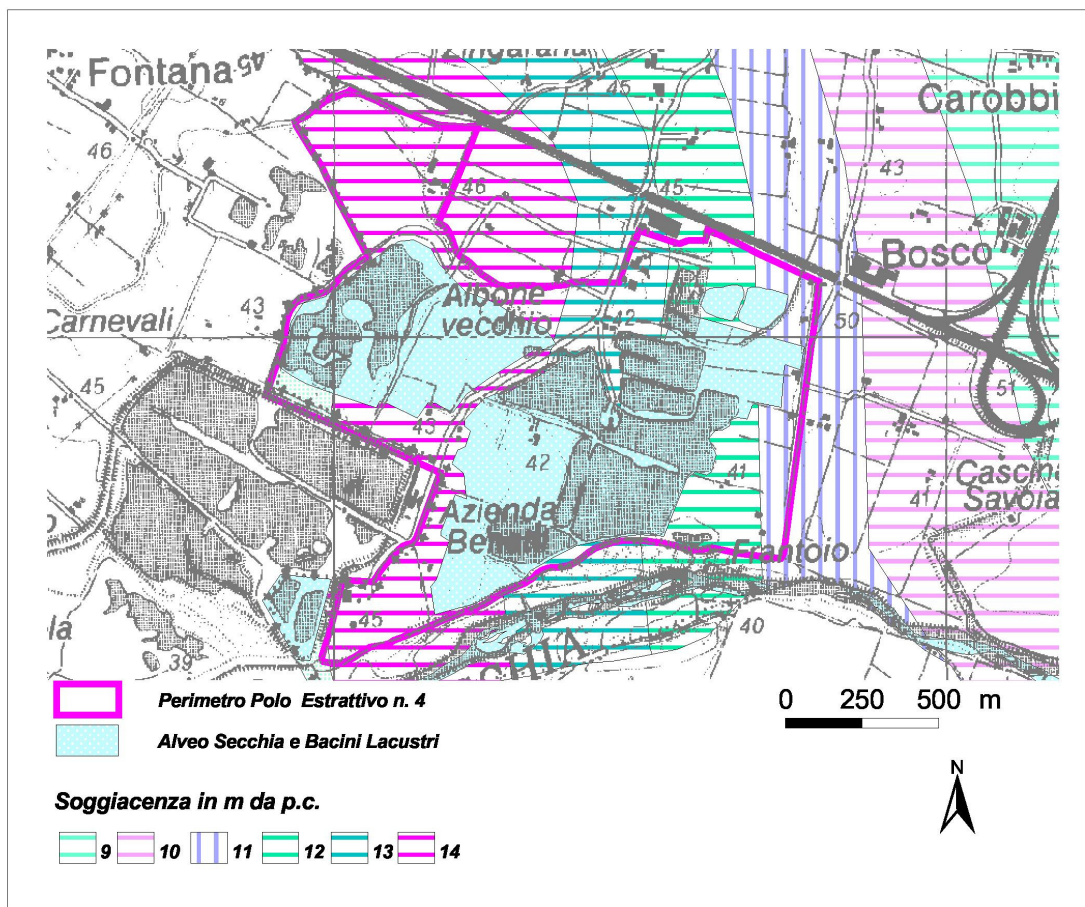 Zingarana
Fontana
45
45
Carobbi
46
43
46
45
Bosco
Albone
vecchio
43
Carnevali
42
50
45
51
43
42
41
Cascina
Savoia
41
Azienda
Frantoio
45
40
CHIA
39
Perimetro Polo Estrattivo n. 4
Alveo Secchia e Bacini Lacustri
0 250 500 m
N
Soggiacenza in m da p.c.
9 10 11 12 13 14